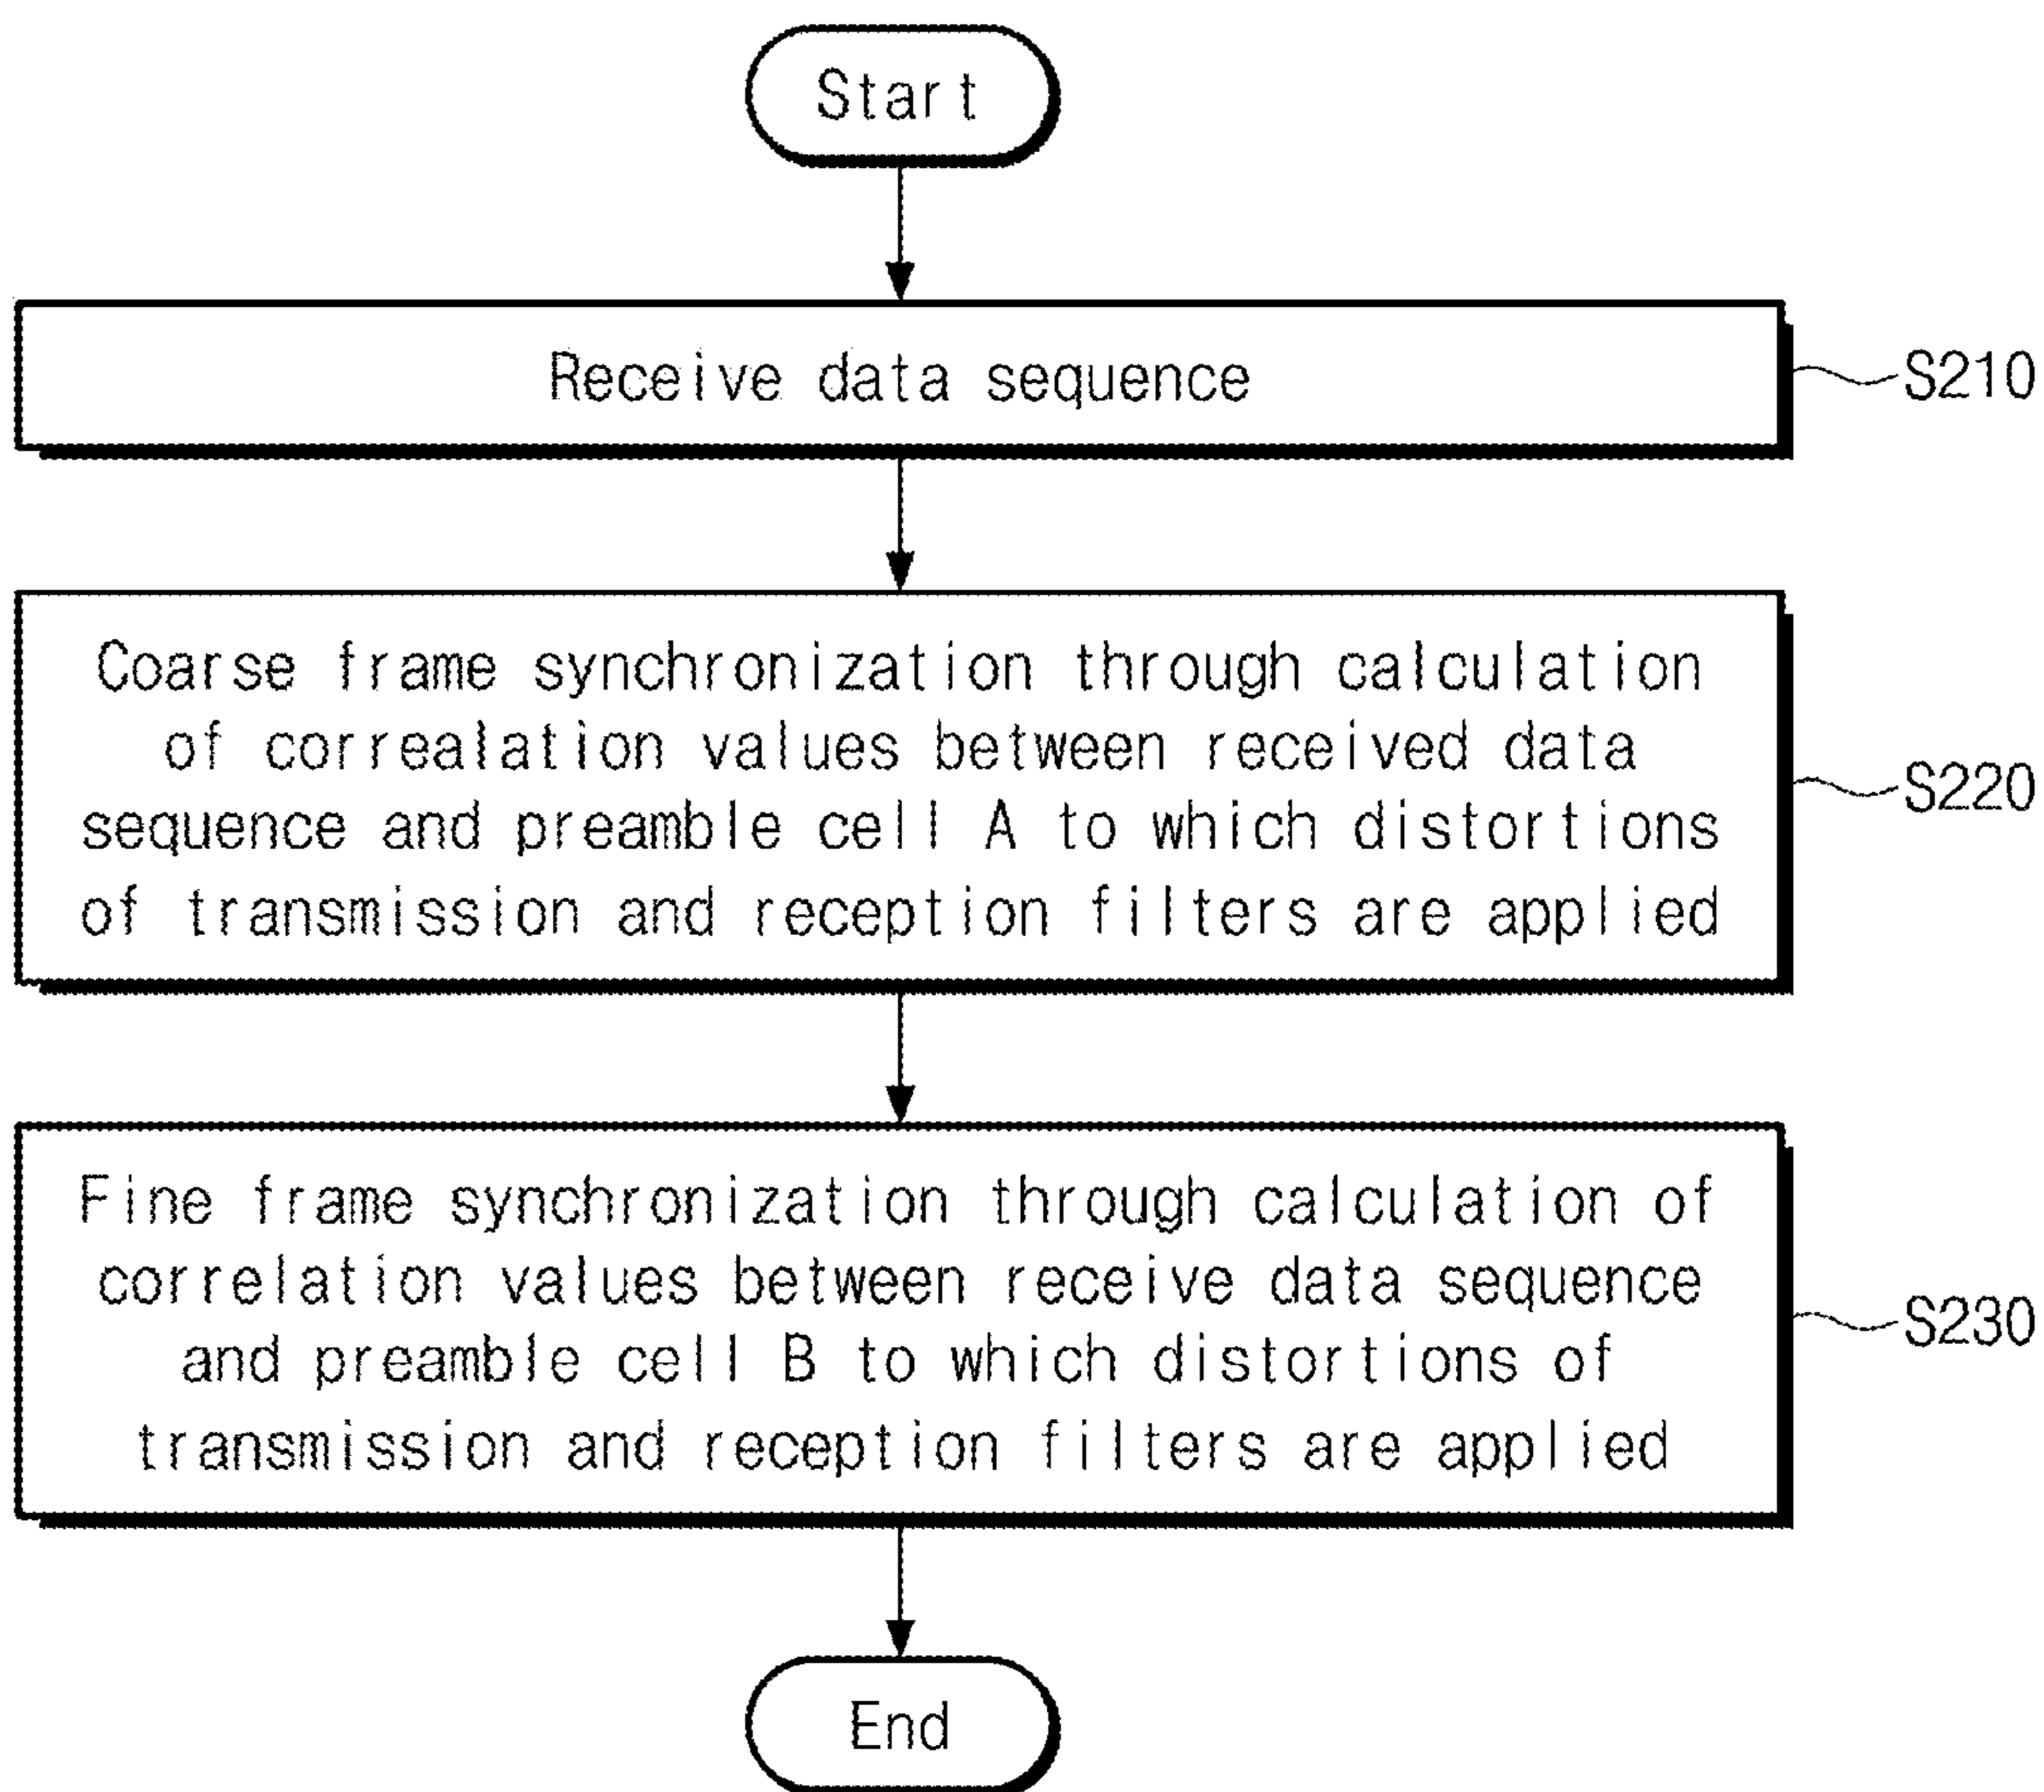 Start
Receive data sequence
S210
Coarse frame synchronization through calculation
of correalation values between received data
sequence and preamble cell A to which distortions
of transmission and reception filters are applied
S220
Fine frame synchronization through calculation of
correlation values between receive data sequence
and preamble cell B to which distortions of
transmission and reception filters are applied
S230
End